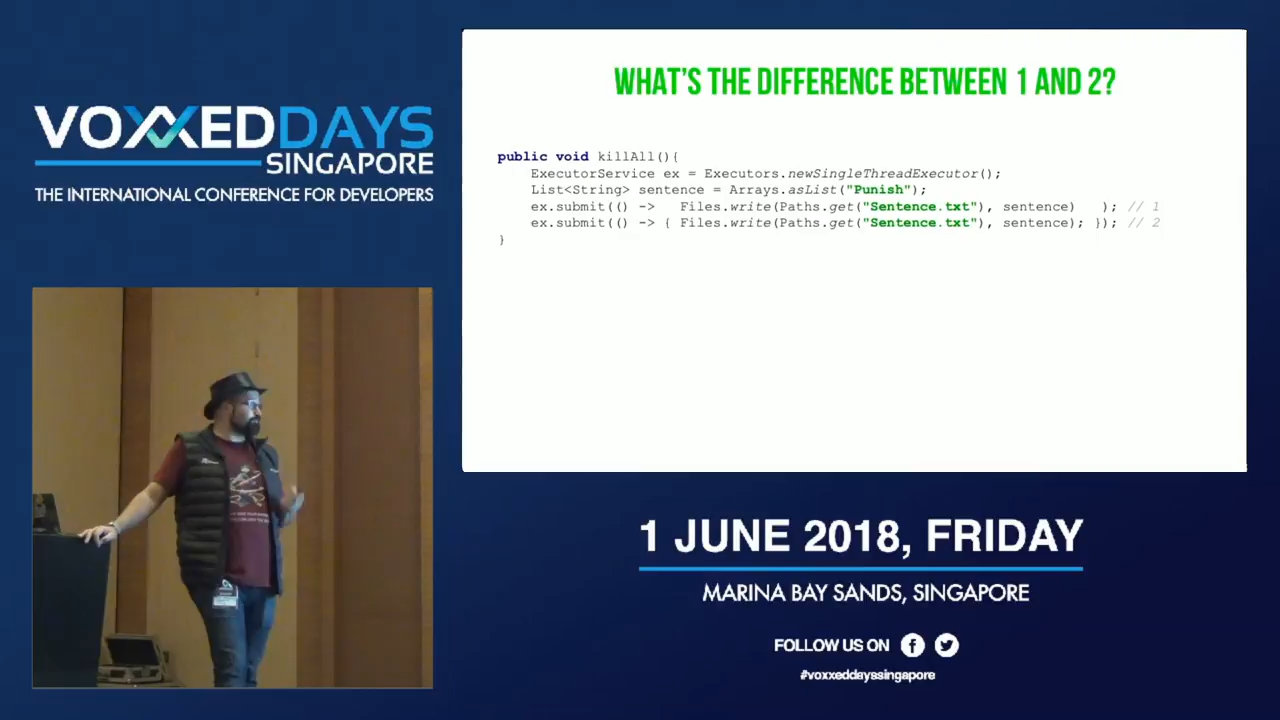 VOXXEDDAYS
SINGAPORE
THE INTERNATIONAL CONFERENCE FOR DEVELOPERS
WHAT'S THE DIFFERENCE BETWEEN 1 AND 2?
public void killAll(){
ExecutorService ex = Executors.newSingleThreadExecutor();
List<String> sentence = Arrays.asList("Punish");
ex.submit(() -> Files.write(Paths.get("Sentence.txt"), sentence) ); // 1
ex.submit(() -> { Files.write(Paths.get("Sentence.txt"), sentence); }); // 2
}
1 JUNE 2018, FRIDAY
MARINA BAY SANDS, SINGAPORE
FOLLOW US ON
#voxxeddayssingapore